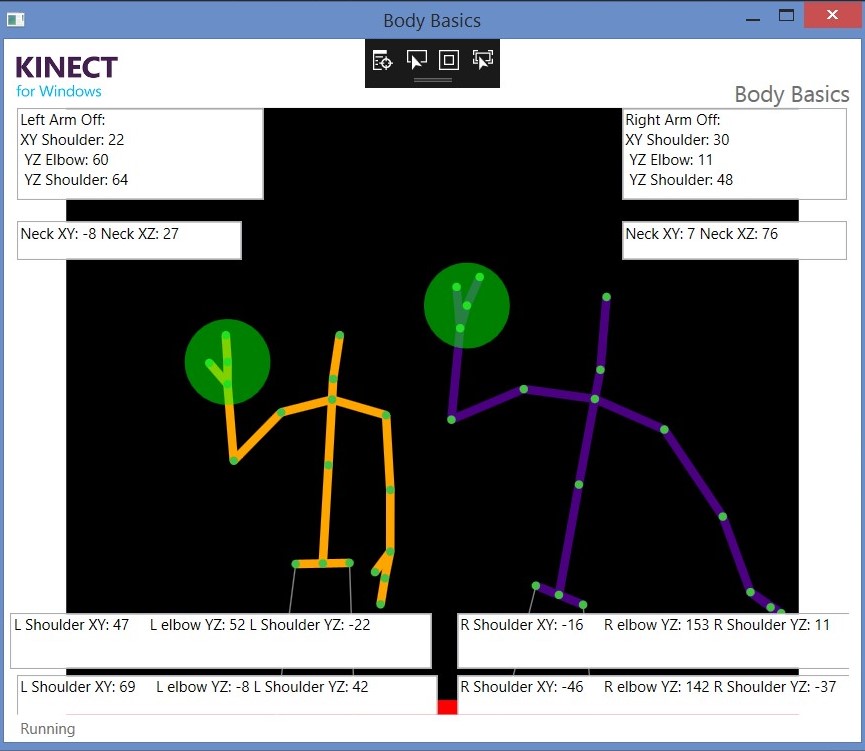 Body Basics
KINECT
for Windows
Body Basics
Left Arm Off:
XY Shoulder: 22
YZ Elbow: 60
YZ Shoulder: 64
Right Arm Off:
XY Shoulder: 30
YZ Elbow: 11
YZ Shoulder: 48
Neck XY: -8 Neck XZ: 27
Neck XY: 7 Neck XZ: 76
L Shoulder XY: 47 L elbow YZ: 52 L Shoulder YZ: -22
R Shoulder XY: -16 R elbow YZ: 153 R Shoulder YZ: 11
L Shoulder XY: 69 L elbow YZ: -8 L Shoulder YZ: 42
R Shoulder XY: -46 R elbow YZ: 142 R Shoulder YZ: -37
Running